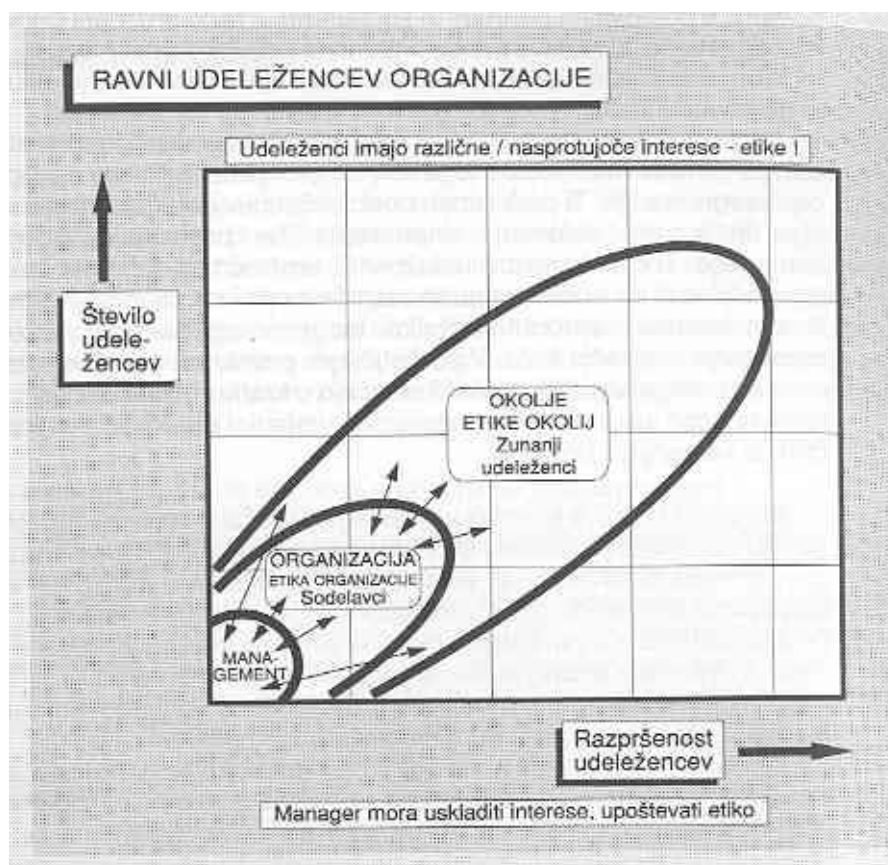 RAVNI UDELEŽENCEV ORGANIZACIJE
Udeleženci imajo različne / nasprotujoče interese - etike !
Število
udele-
žencev
OKOLJE
ETIKE OKOLIJ
Zunanji
udeleženci
ORGANIZACIJA
ETIKA ORGANIZACIJE
Sodelavci
MANA-
GEMENT
Razpršenost
udeležencev
Manager mora uskladiti interese, upoštevati etiko